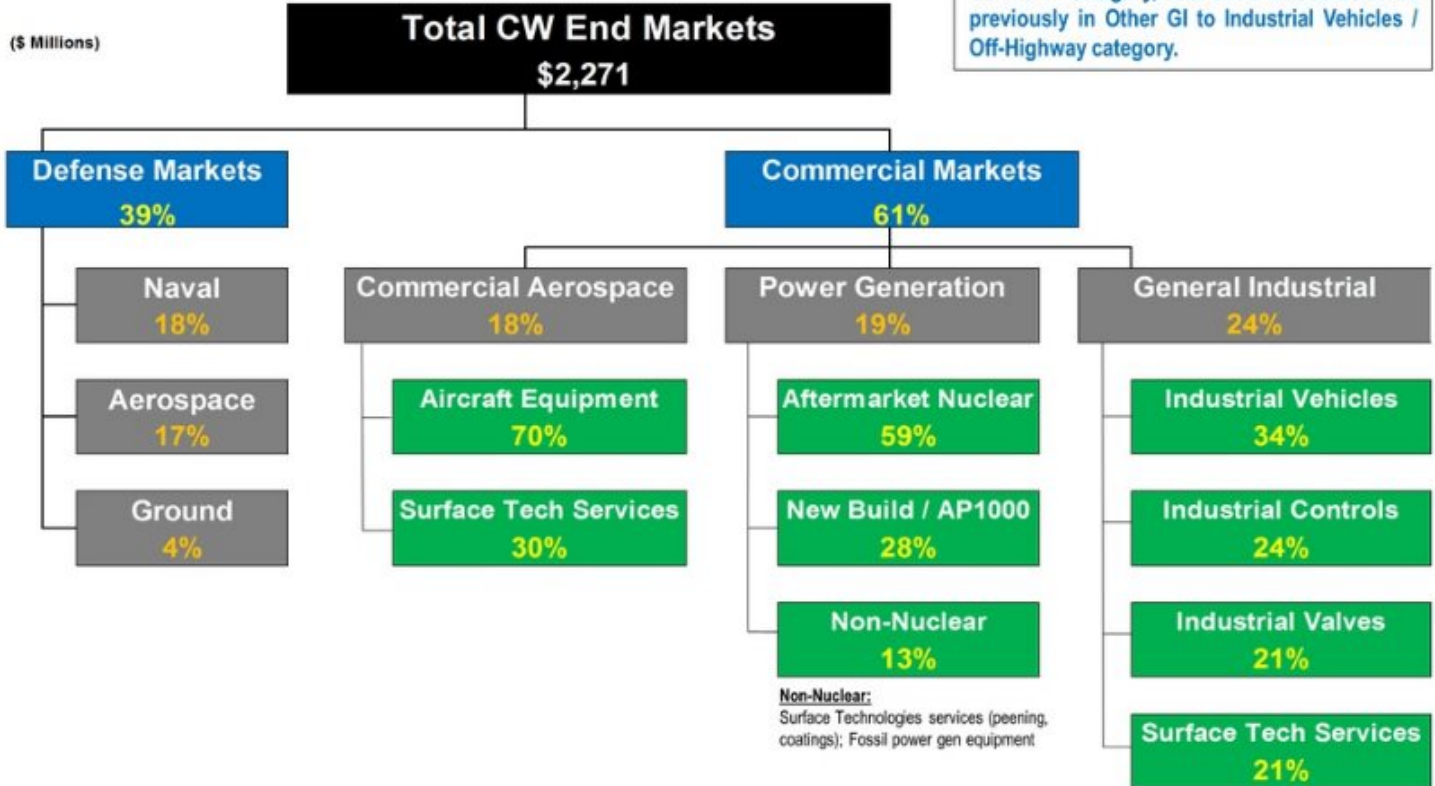 previously in Other GI to Industrial Vehicles /
Off-Highway category.
($ Millions)
Total CW End Markets
$2,271
Defense Markets
39%
Commercial Markets
61%
Naval
18%
Aerospace
17%
Ground
4%
Commercial Aerospace
18%
Aircraft Equipment
70%
Surface Tech Services
30%
Power Generation
19%
Aftermarket Nuclear
59%
New Build / AP1000
28%
Non-Nuclear
13%
Non-Nuclear:
Surface Technologies services (peening,
coatings); Fossil power gen equipment
General Industrial
24%
Industrial Vehicles
34%
Industrial Controls
24%
Industrial Valves
21%
Surface Tech Services
21%